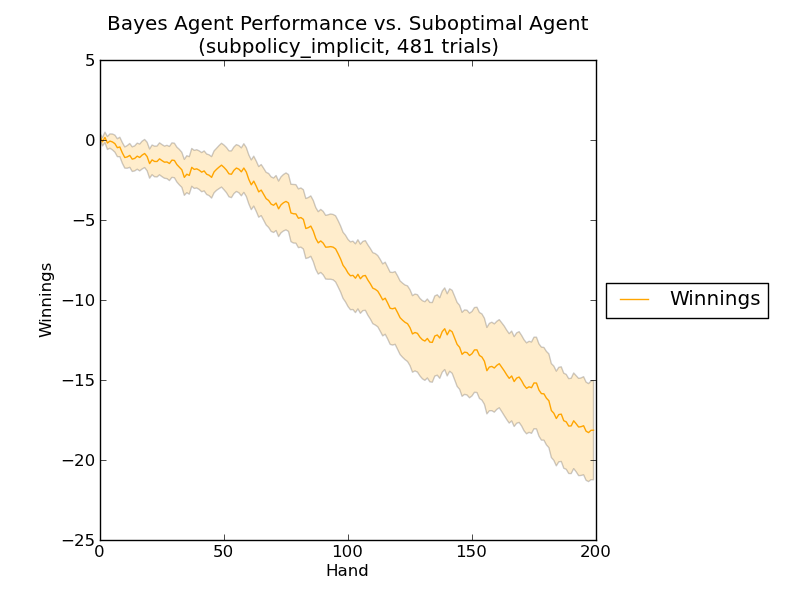 Bayes Agent Performance vs. Suboptimal Agent
(subpolicy_implicit, 481 trials)
5
0
−5
−10
−15
−20
−25
Winnings
0
50
100
150
200
Hand
Winnings